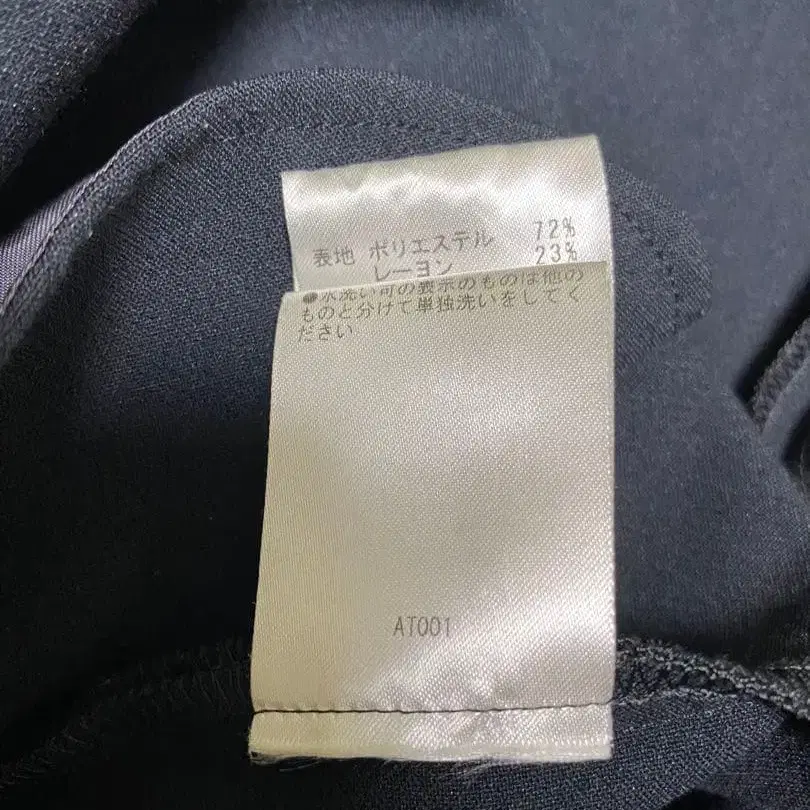 表地 ポリエステル 72%
レーヨン 23%
●水洗い可の表示のものは他の
ものと分けて単独洗いをしてく
ださい
AT001